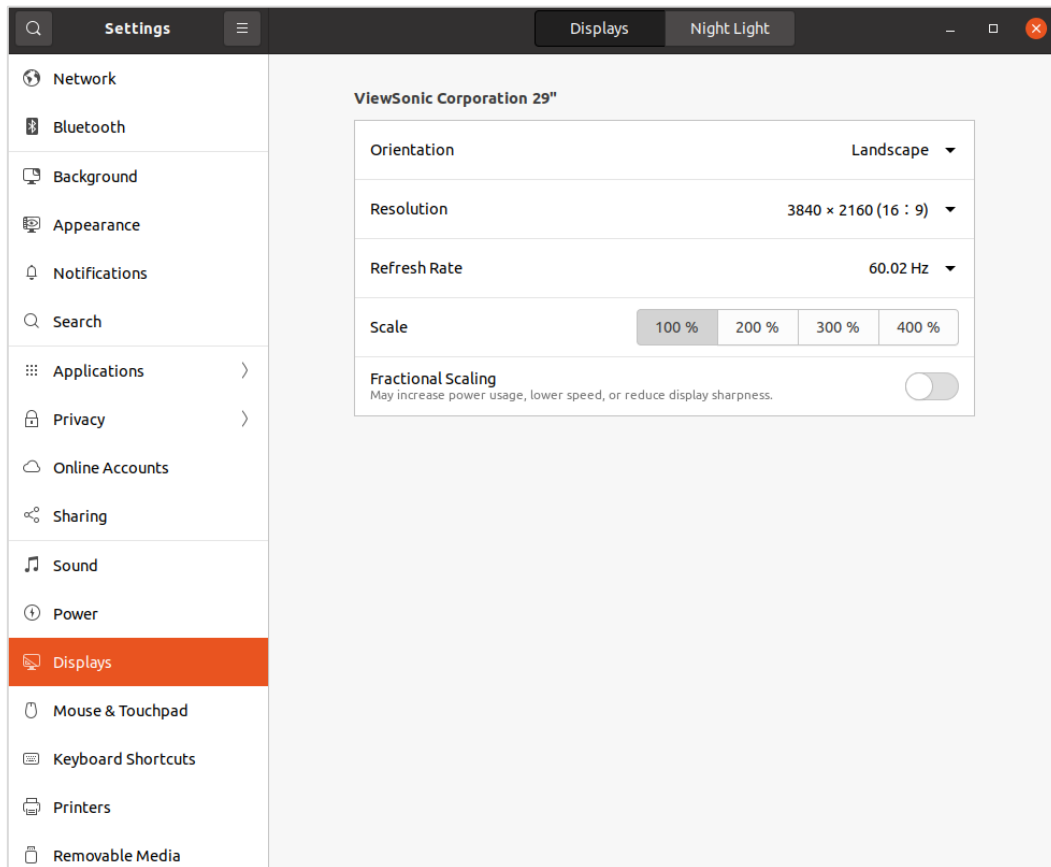 Settings
Displays
Night Light
Network
Bluetooth
Background
Appearance
Notifications
Search
Applications
Privacy
Online Accounts
Sharing
Sound
Power
Displays
Mouse & Touchpad
Keyboard Shortcuts
Printers
Removable Media
ViewSonic Corporation 29"
Orientation
Landscape
Resolution
3840 × 2160 (16∶9)
Refresh Rate
60.02 Hz
Scale
100 %
200 %
300 %
400 %
Fractional Scaling
May increase power usage, lower speed, or reduce display sharpness.